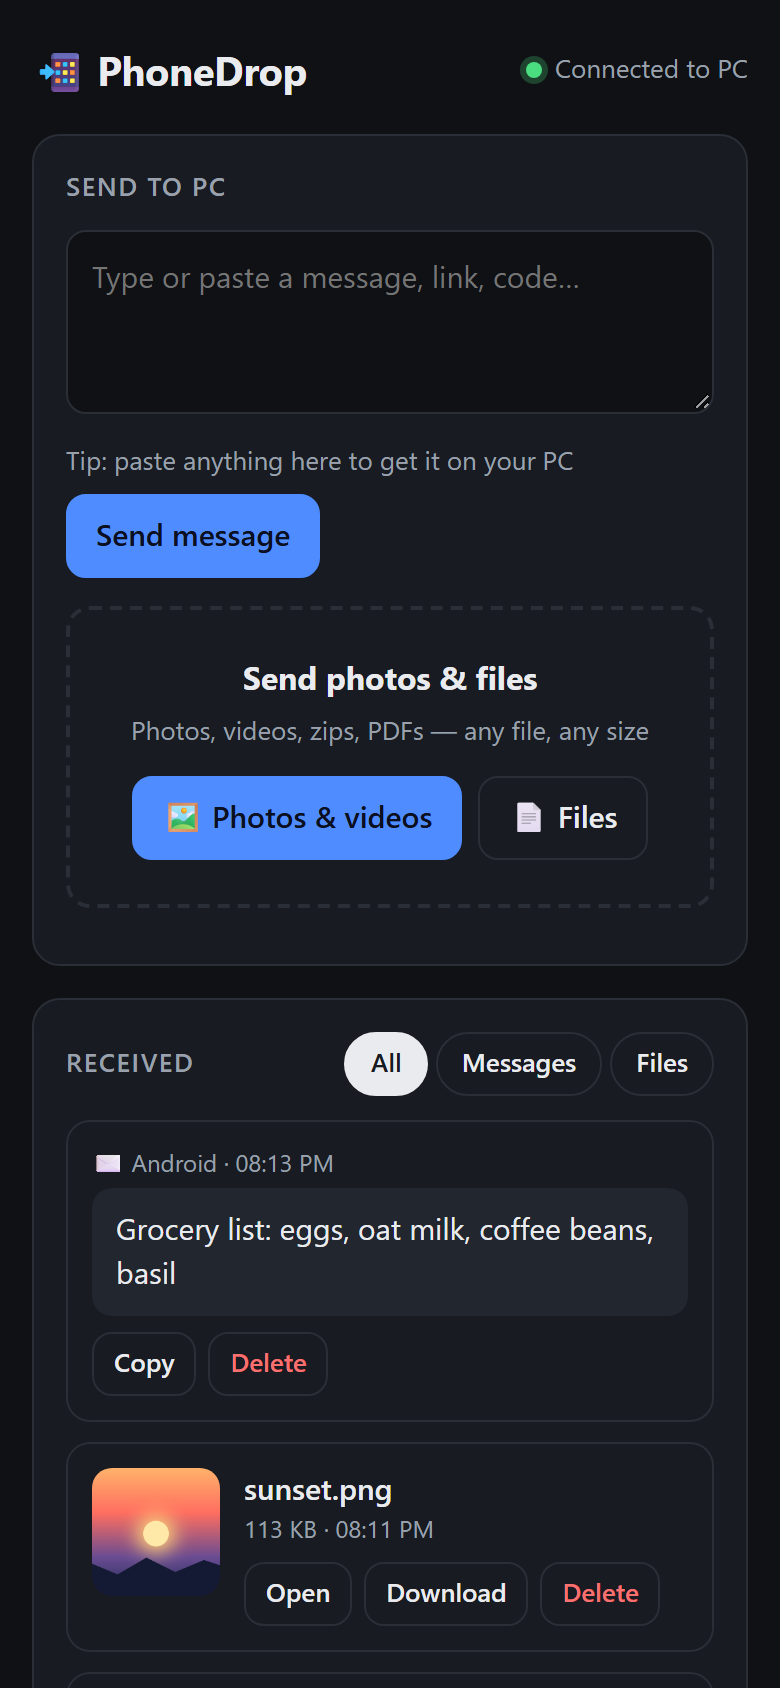 PhoneDrop
Connected to PC
SEND TO PC
Type or paste a message, link, code...
Tip: paste anything here to get it on your PC
Send message
Send photos & files
Photos, videos, zips, PDFs — any file, any size
Photos & videos
Files
RECEIVED
All
Messages
Files
Android · 08:13 PM
Grocery list: eggs, oat milk, coffee beans,
basil
Copy
Delete
sunset.png
113 KB · 08:11 PM
Open
Download
Delete